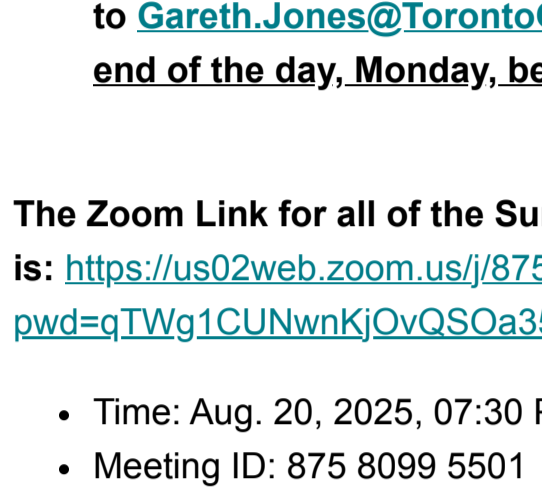 to Gareth.Jones@Toronto
end of the day, Monday, be
The Zoom Link for all of the Su
is: https://us02web.zoom.us/j/875
pwd=qTWg1CUNwnKjOvQSOa35
• Time: Aug. 20, 2025, 07:30 P
• Meeting ID: 875 8099 5501